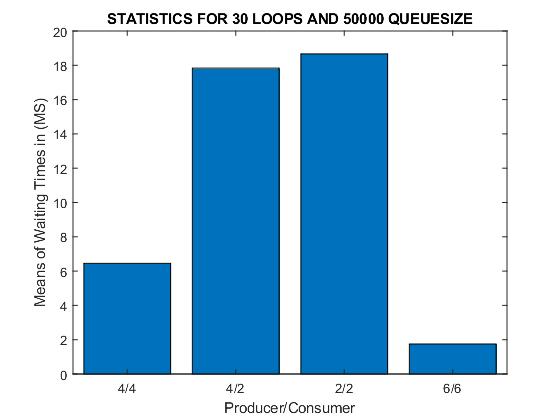 STATISTICS FOR 30 LOOPS AND 50000 QUEUESIZE
20
18
16
14
12
10
8
6
4
2
0
Means of Waiting Times in (MS)
4/4 4/2 2/2 6/6
Producer/Consumer